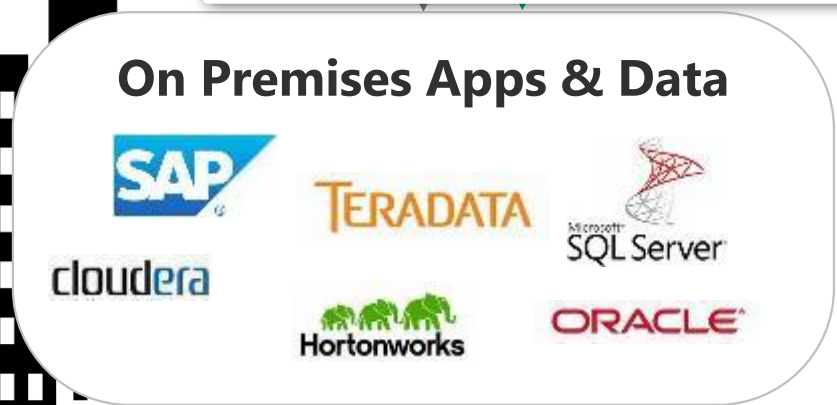 On Premises Apps & Data
SAP
TERADATA
Microsoft
SQL Server
cloudera
Hortonworks
ORACLE